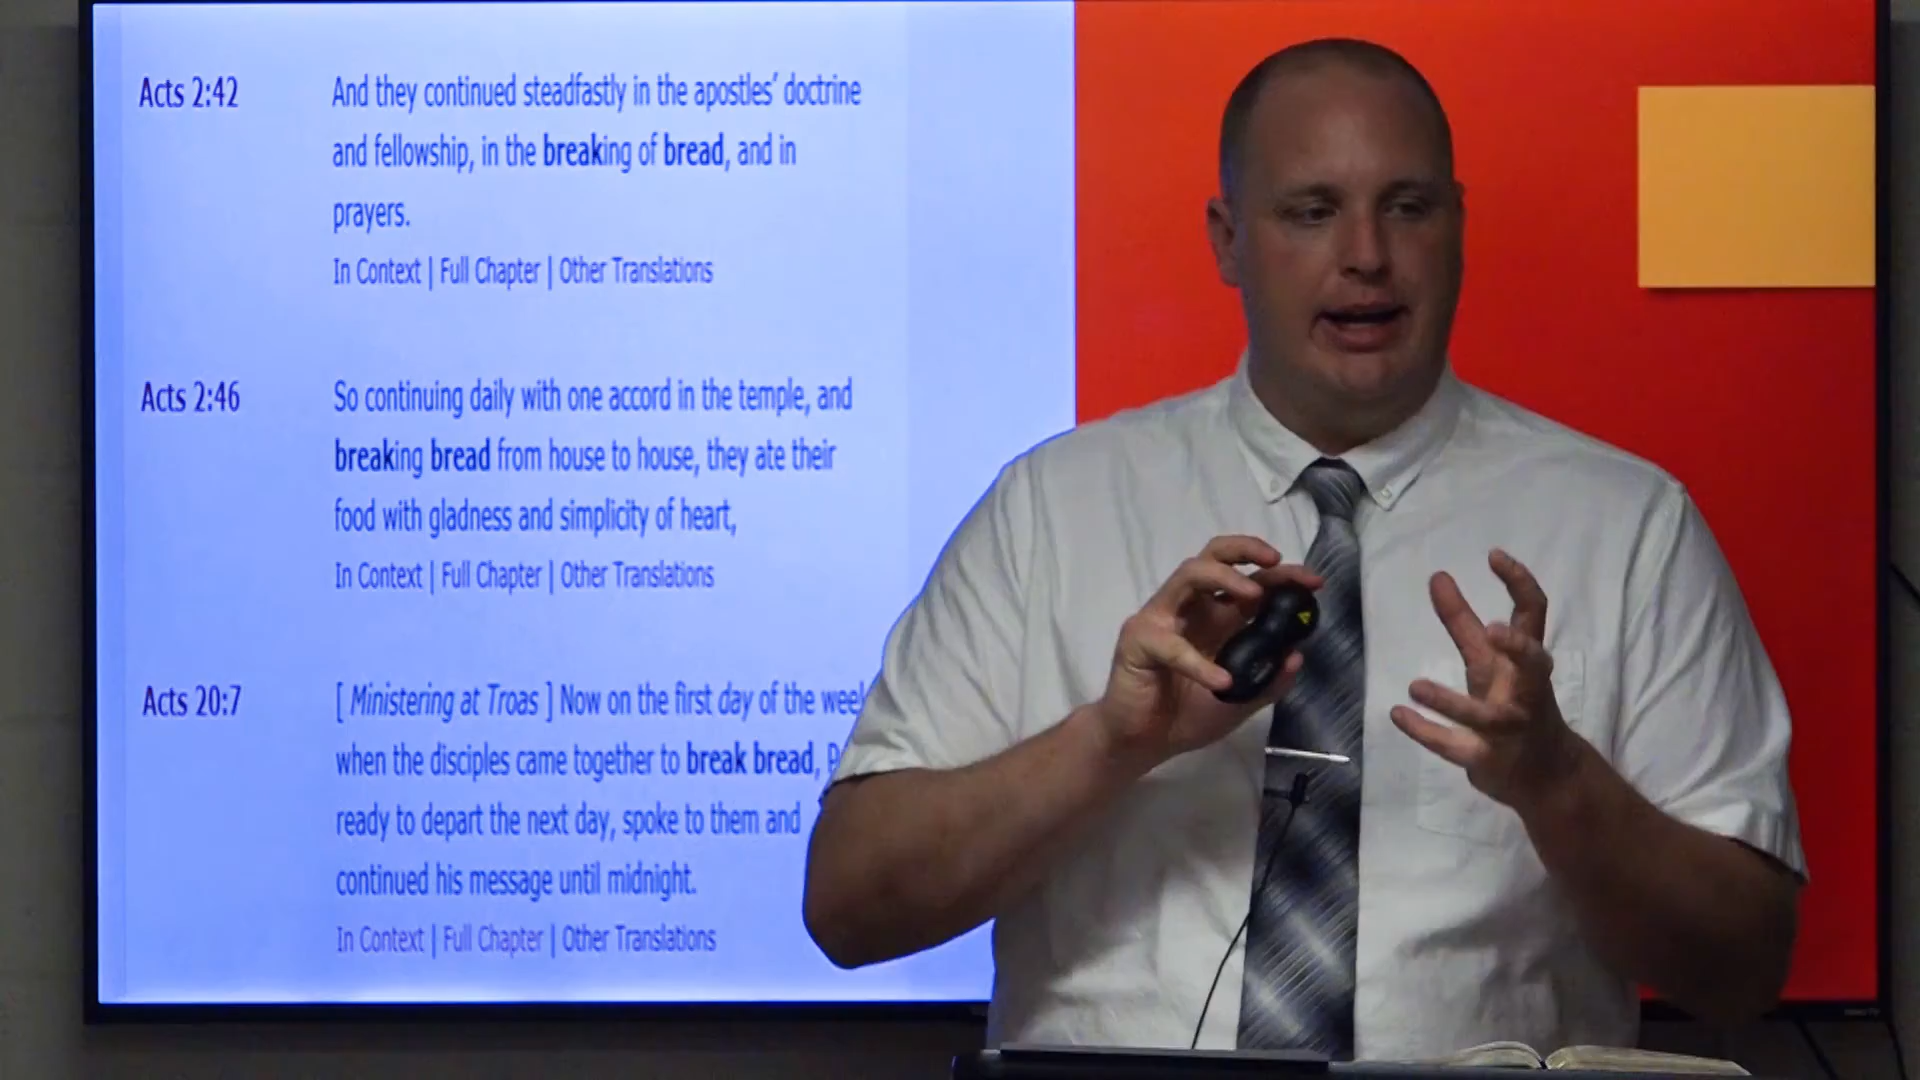 Acts 2:42
And they continued steadfastly in the apostles' doctrine
and fellowship, in the breaking of bread, and in
prayers.
In Context | Full Chapter | Other Translations
Acts 2:46
So continuing daily with one accord in the temple, and
breaking bread from house to house, they ate their
food with gladness and simplicity of heart,
In Context | Full Chapter | Other Translations
Acts 20:7
[ Ministering at Troas ] Now on the first day of the week
when the disciples came together to break bread,
ready to depart the next day, spoke to them and
continued his message until midnight.
In Context | Full Chapter | Other Translations